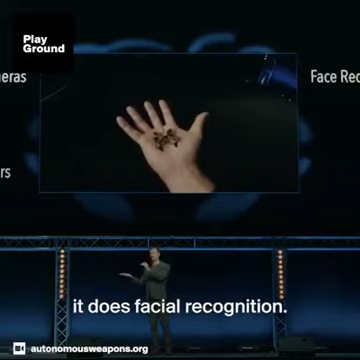 Play
Ground
eras
Face Rec
rs
it does facial recognition.
autonomousweapons.org